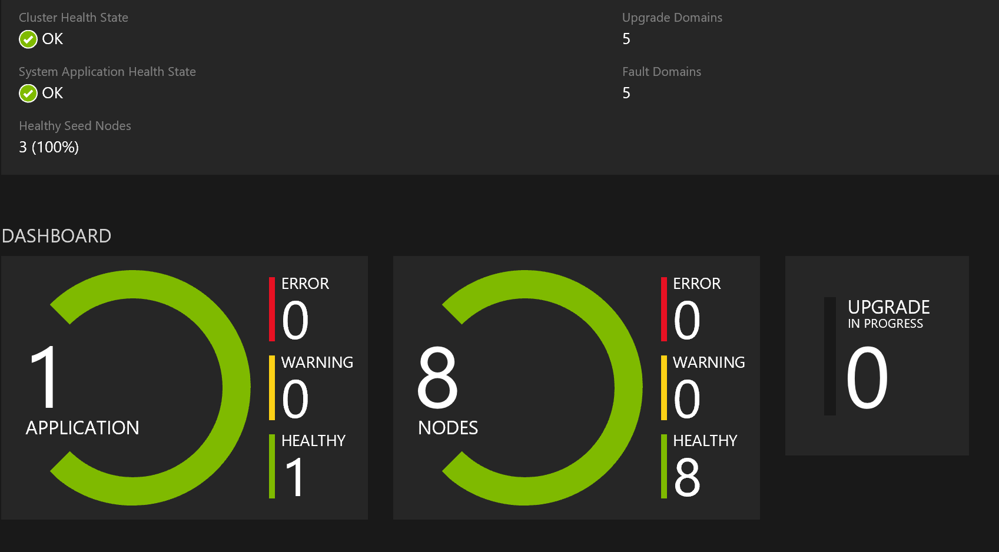 Cluster Health State
OK
System Application Health State
OK
Healthy Seed Nodes
3 (100%)
Upgrade Domains
5
Fault Domains
5
DASHBOARD
1
APPLICATION
ERROR
0
WARNING
0
HEALTHY
1
8
NODES
ERROR
0
WARNING
0
HEALTHY
8
UPGRADE
IN PROGRESS
0